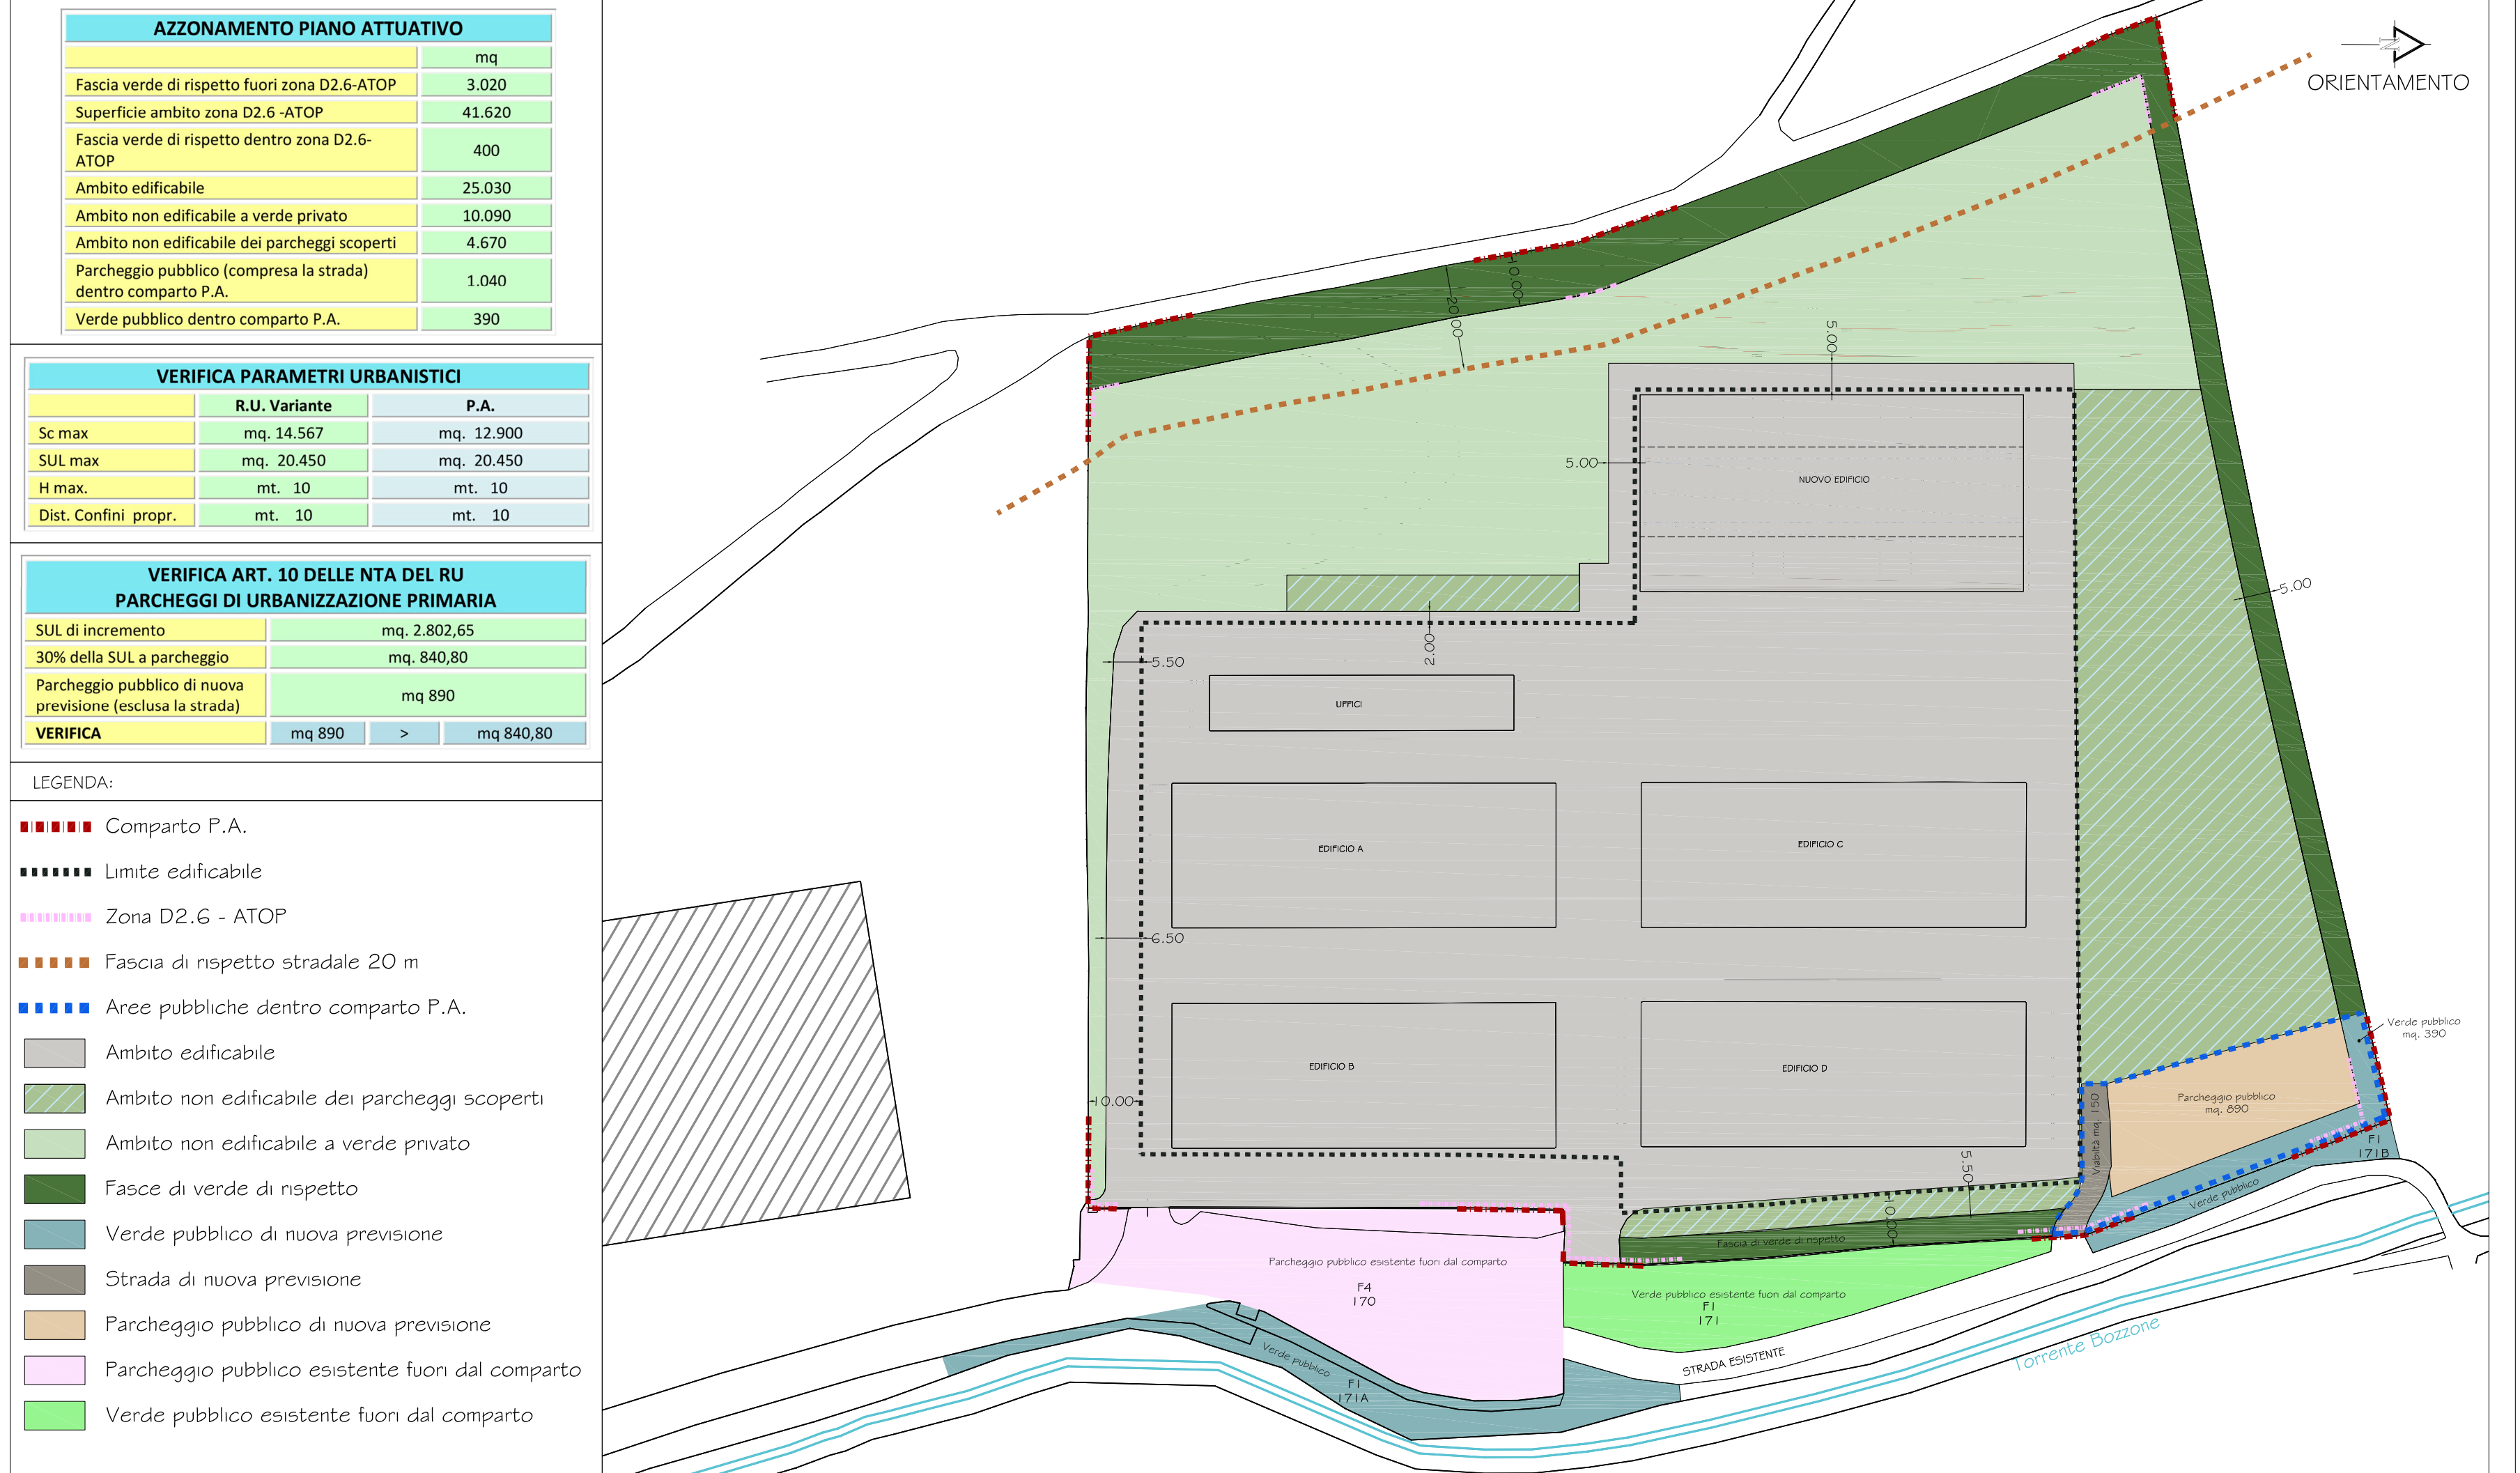 AZZONAMENTO PIANO ATTUATIVO
mq
Fascia verde di rispetto fuori zona D2.6-ATOP 3.020
Superficie ambito zona D2.6 -ATOP 41.620
Fascia verde di rispetto dentro zona D2.6-
ATOP 400
Ambito edificabile 25.030
Ambito non edificabile a verde privato 10.090
Ambito non edificabile dei parcheggi scoperti 4.670
Parcheggio pubblico (compresa la strada)
dentro comparto P.A. 1.040
Verde pubblico dentro comparto P.A. 390
VERIFICA PARAMETRI URBANISTICI
R.U. Variante P.A.
Sc max mq. 14.567 mq. 12.900
SUL max mq. 20.450 mq. 20.450
H max. mt. 10 mt. 10
Dist. Confini propr. mt. 10 mt. 10
VERIFICA ART. 10 DELLE NTA DEL RU
PARCHEGGI DI URBANIZZAZIONE PRIMARIA
SUL di incremento mq. 2.802,65
30% della SUL a parcheggio mq. 840,80
Parcheggio pubblico di nuova
previsione (esclusa la strada) mq 890
VERIFICA mq 890 > mq 840,80
LEGENDA:
Comparto P.A.
Limite edificabile
Zona D2.6 - ATOP
Fascia di rispetto stradale 20 m
Aree pubbliche dentro comparto P.A.
Ambito edificabile
Ambito non edificabile dei parcheggi scoperti
Ambito non edificabile a verde privato
Fasce di verde di rispetto
Verde pubblico di nuova previsione
Strada di nuova previsione
Parcheggio pubblico di nuova previsione
Parcheggio pubblico esistente fuori dal comparto
Verde pubblico esistente fuori dal comparto
N
ORIENTAMENTO
10.00
20.00
5.00
5.00
NUOVO EDIFICIO
5.00
2.00
5.50
UFFICI
EDIFICIO A
EDIFICIO C
6.50
EDIFICIO B
EDIFICIO D
10.00
5.50
10.00
Verde pubblico
mq. 390
Parcheggio pubblico
mq. 890
Viabiltà mq. 150
F1
171B
Verde pubblico
Fascia di verde di rispetto
Parcheggio pubblico esistente fuori dal comparto
F4
170
Verde pubblico esistente fuori dal comparto
F1
171
Verde pubblico
F1
171A
STRADA ESISTENTE
Torrente Bozzone